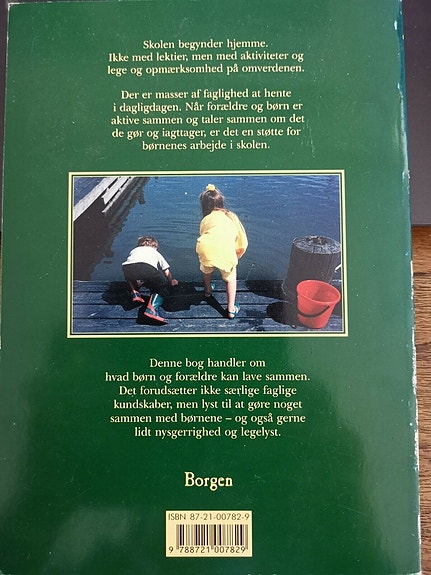 Skolen begynder hjemme.
Ikke med lektier, men med aktiviteter og
lege og opmærksomhed på omverdenen.
Der er masser af faglighed at hente
i dagligdagen. Når forældre og børn er
aktive sammen og taler sammen om det
de gør og iagttager, er det en støtte for
børnenes arbejde i skolen.
Denne bog handler om
hvad børn og forældre kan lave sammen.
Det forudsætter ikke særlige faglige
kundskaber, men lyst til at gøre noget
sammen med børnene – og også gerne
lidt nysgerrighed og legelyst.
Borgen
ISBN 87-21-00782-9
9 788721 007829